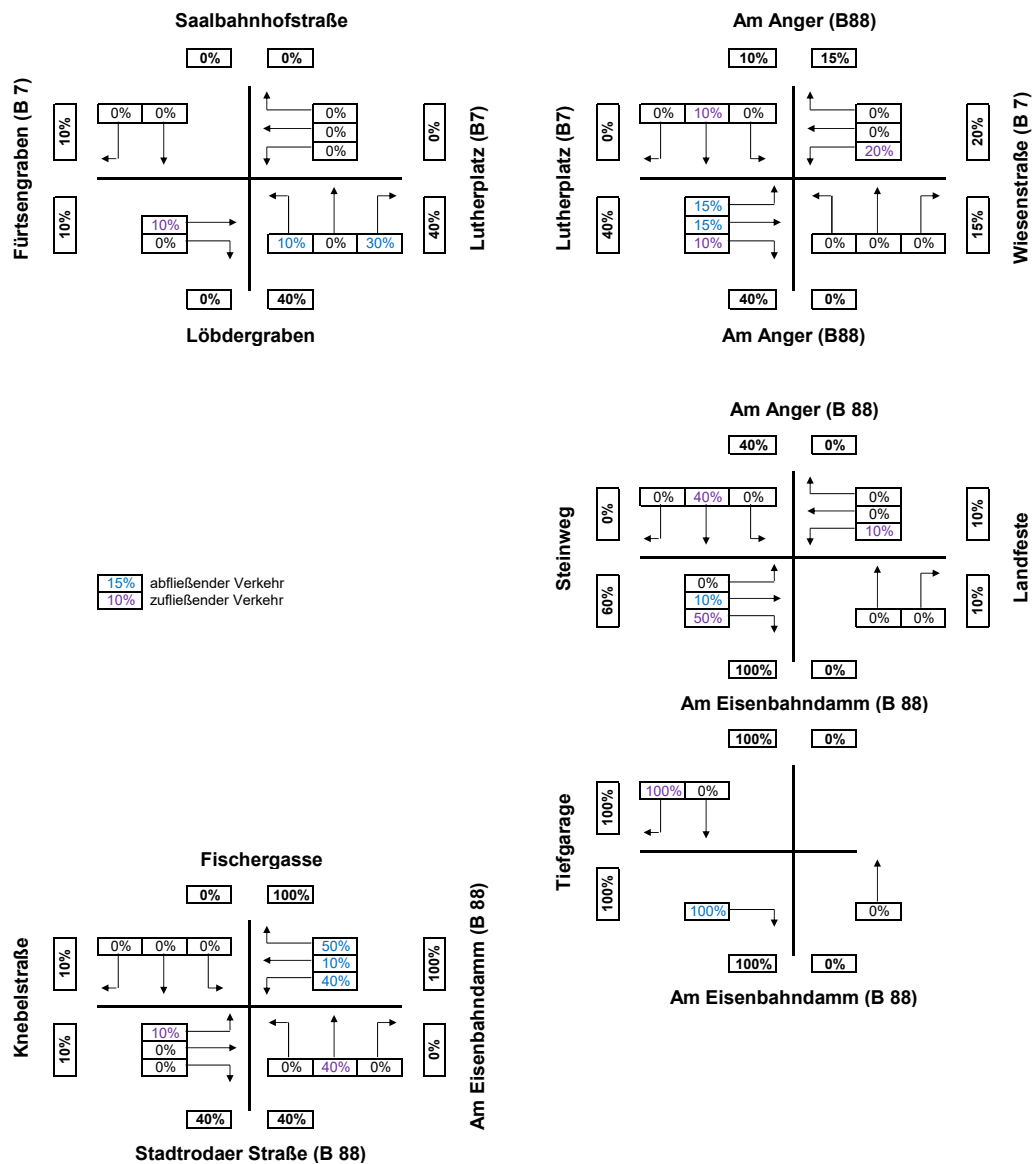 Saalbahnhofstraße
0% 0%
Fürtsengraben (B 7)
10%
0% 0%
0%
0%
0%
0%
Lutherplatz (B7)
10%
10%
0%
10% 0% 30%
40%
0% 40%
Löbdergraben
Am Anger (B88)
10% 15%
Lutherplatz (B7)
0%
0% 10% 0%
0%
0%
20%
20%
Wiesenstraße (B 7)
40%
15%
15%
10%
0% 0% 0%
15%
40% 0%
Am Anger (B88)
Am Anger (B 88)
40% 0%
Steinweg
0%
0% 40% 0%
0%
0%
10%
10%
Landfeste
60%
0%
10%
50%
0% 0%
10%
100% 0%
Am Eisenbahndamm (B 88)
15% abfließender Verkehr
10% zufließender Verkehr
100% 0%
Tiefgarage
100%
100% 0%
100%
100%
0%
100% 0%
Am Eisenbahndamm (B 88)
Fischergasse
0% 100%
Knebelstraße
10%
0% 0% 0%
50%
10%
40%
100%
Am Eisenbahndamm (B 88)
10%
10%
0%
0%
0% 40% 0%
0%
40% 40%
Stadtrodaer Straße (B 88)